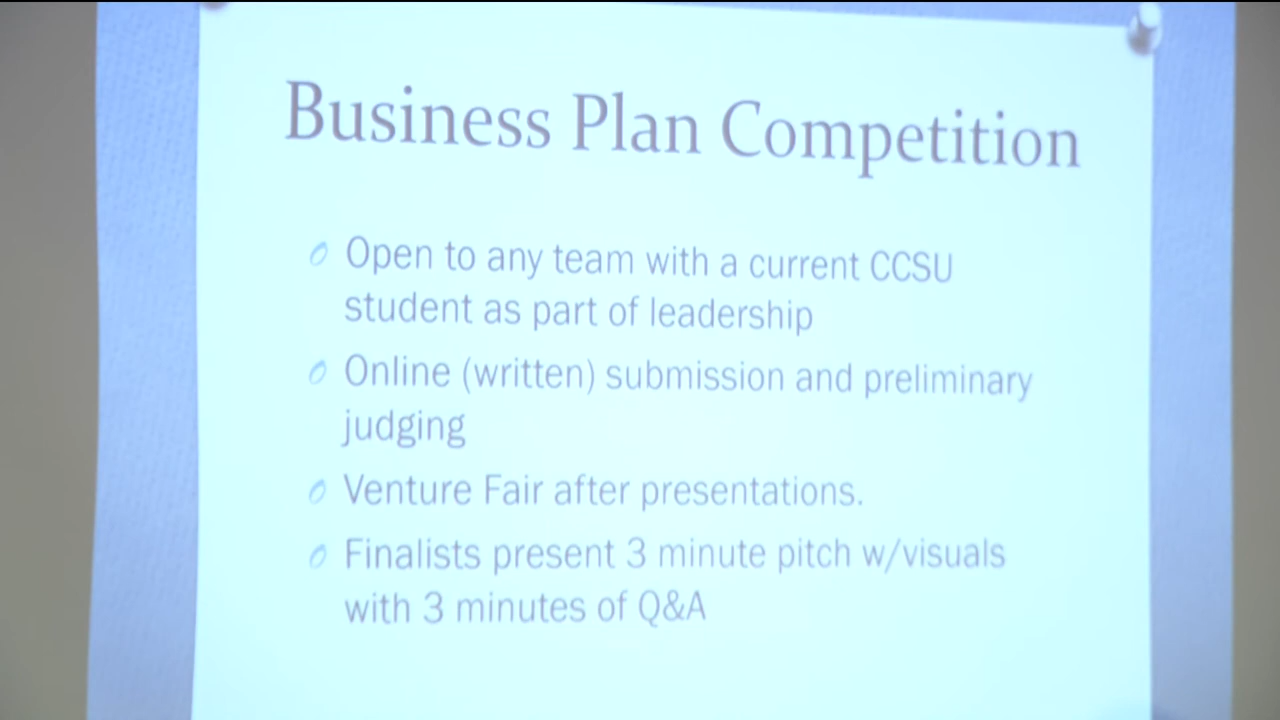 Business Plan Competition
Open to any team with a current CCSU
student as part of leadership
Online (written) submission and preliminary
judging
Venture Fair after presentations.
Finalists present 3 minute pitch w/visuals
with 3 minutes of Q&A